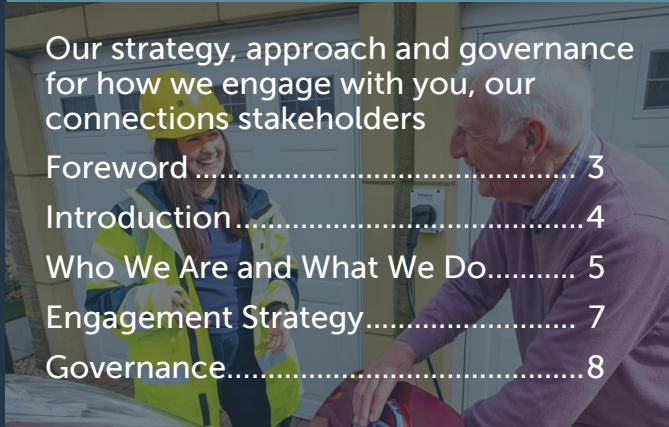 Our strategy, approach and governance
for how we engage with you, our
connections stakeholders
Foreword ............................................... 3
Introduction ...........................................4
Who We Are and What We Do ........... 5
Engagement Strategy .......................... 7
Governance ............................................8